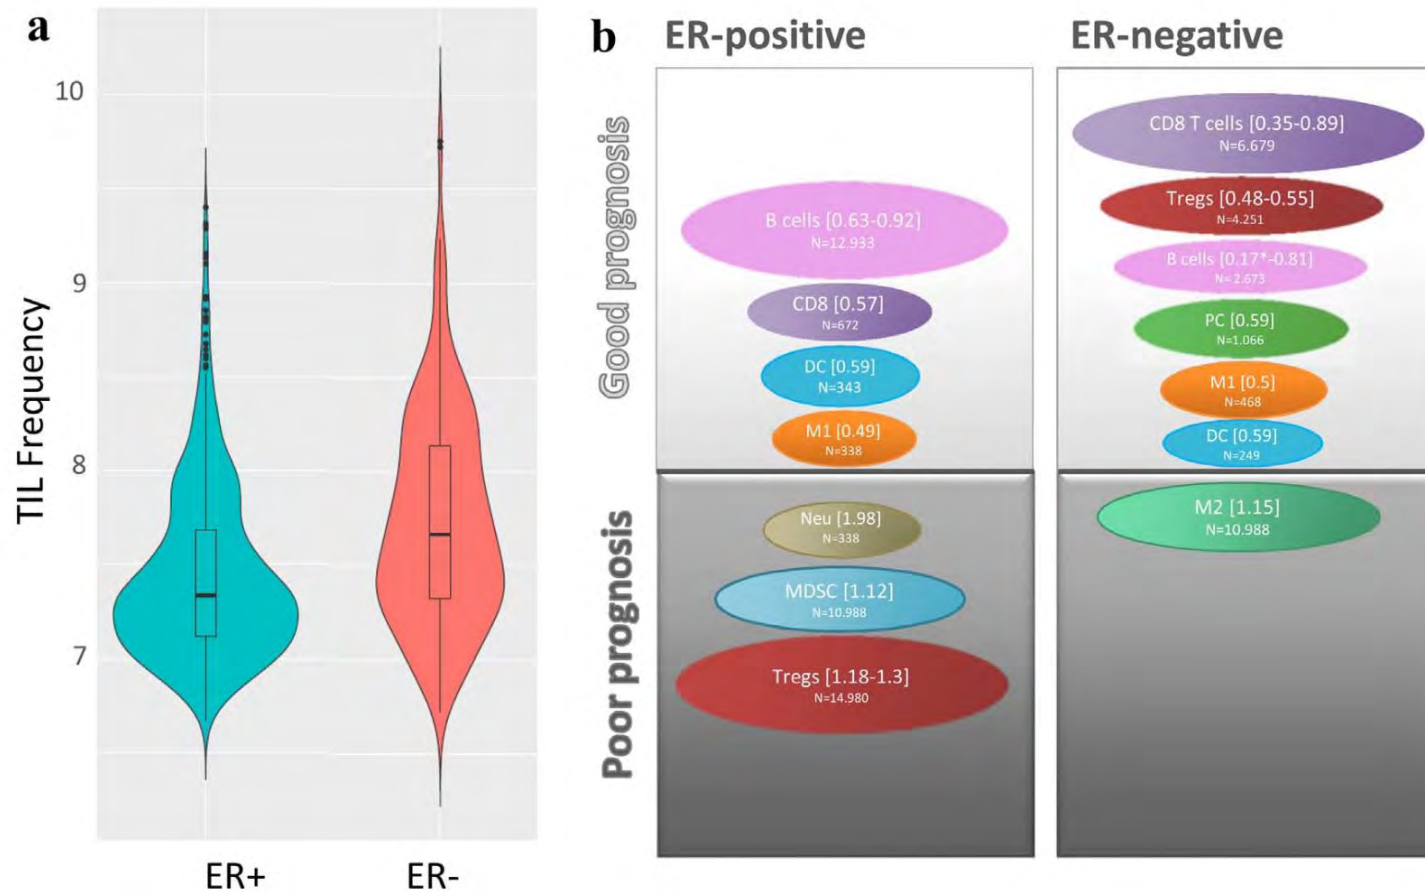 a
10
9
8
7
TIL Frequency
ER+
ER-
b
ER-positive
ER-negative
Good prognosis
Poor prognosis
B cells [0.63-0.92]
N=12.933
CD8 [0.57]
N=672
DC [0.59]
N=343
M1 [0.49]
N=338
Neu [1.98]
N=338
MDSC [1.12]
N=10.988
Tregs [1.18-1.3]
N=14.980
CD8 T cells [0.35-0.89]
N=6.679
Tregs [0.48-0.55]
N=4.251
B cells [0.17*-0.81]
N=2.673
PC [0.59]
N=1.066
M1 [0.5]
N=468
DC [0.59]
N=249
M2 [1.15]
N=10.988